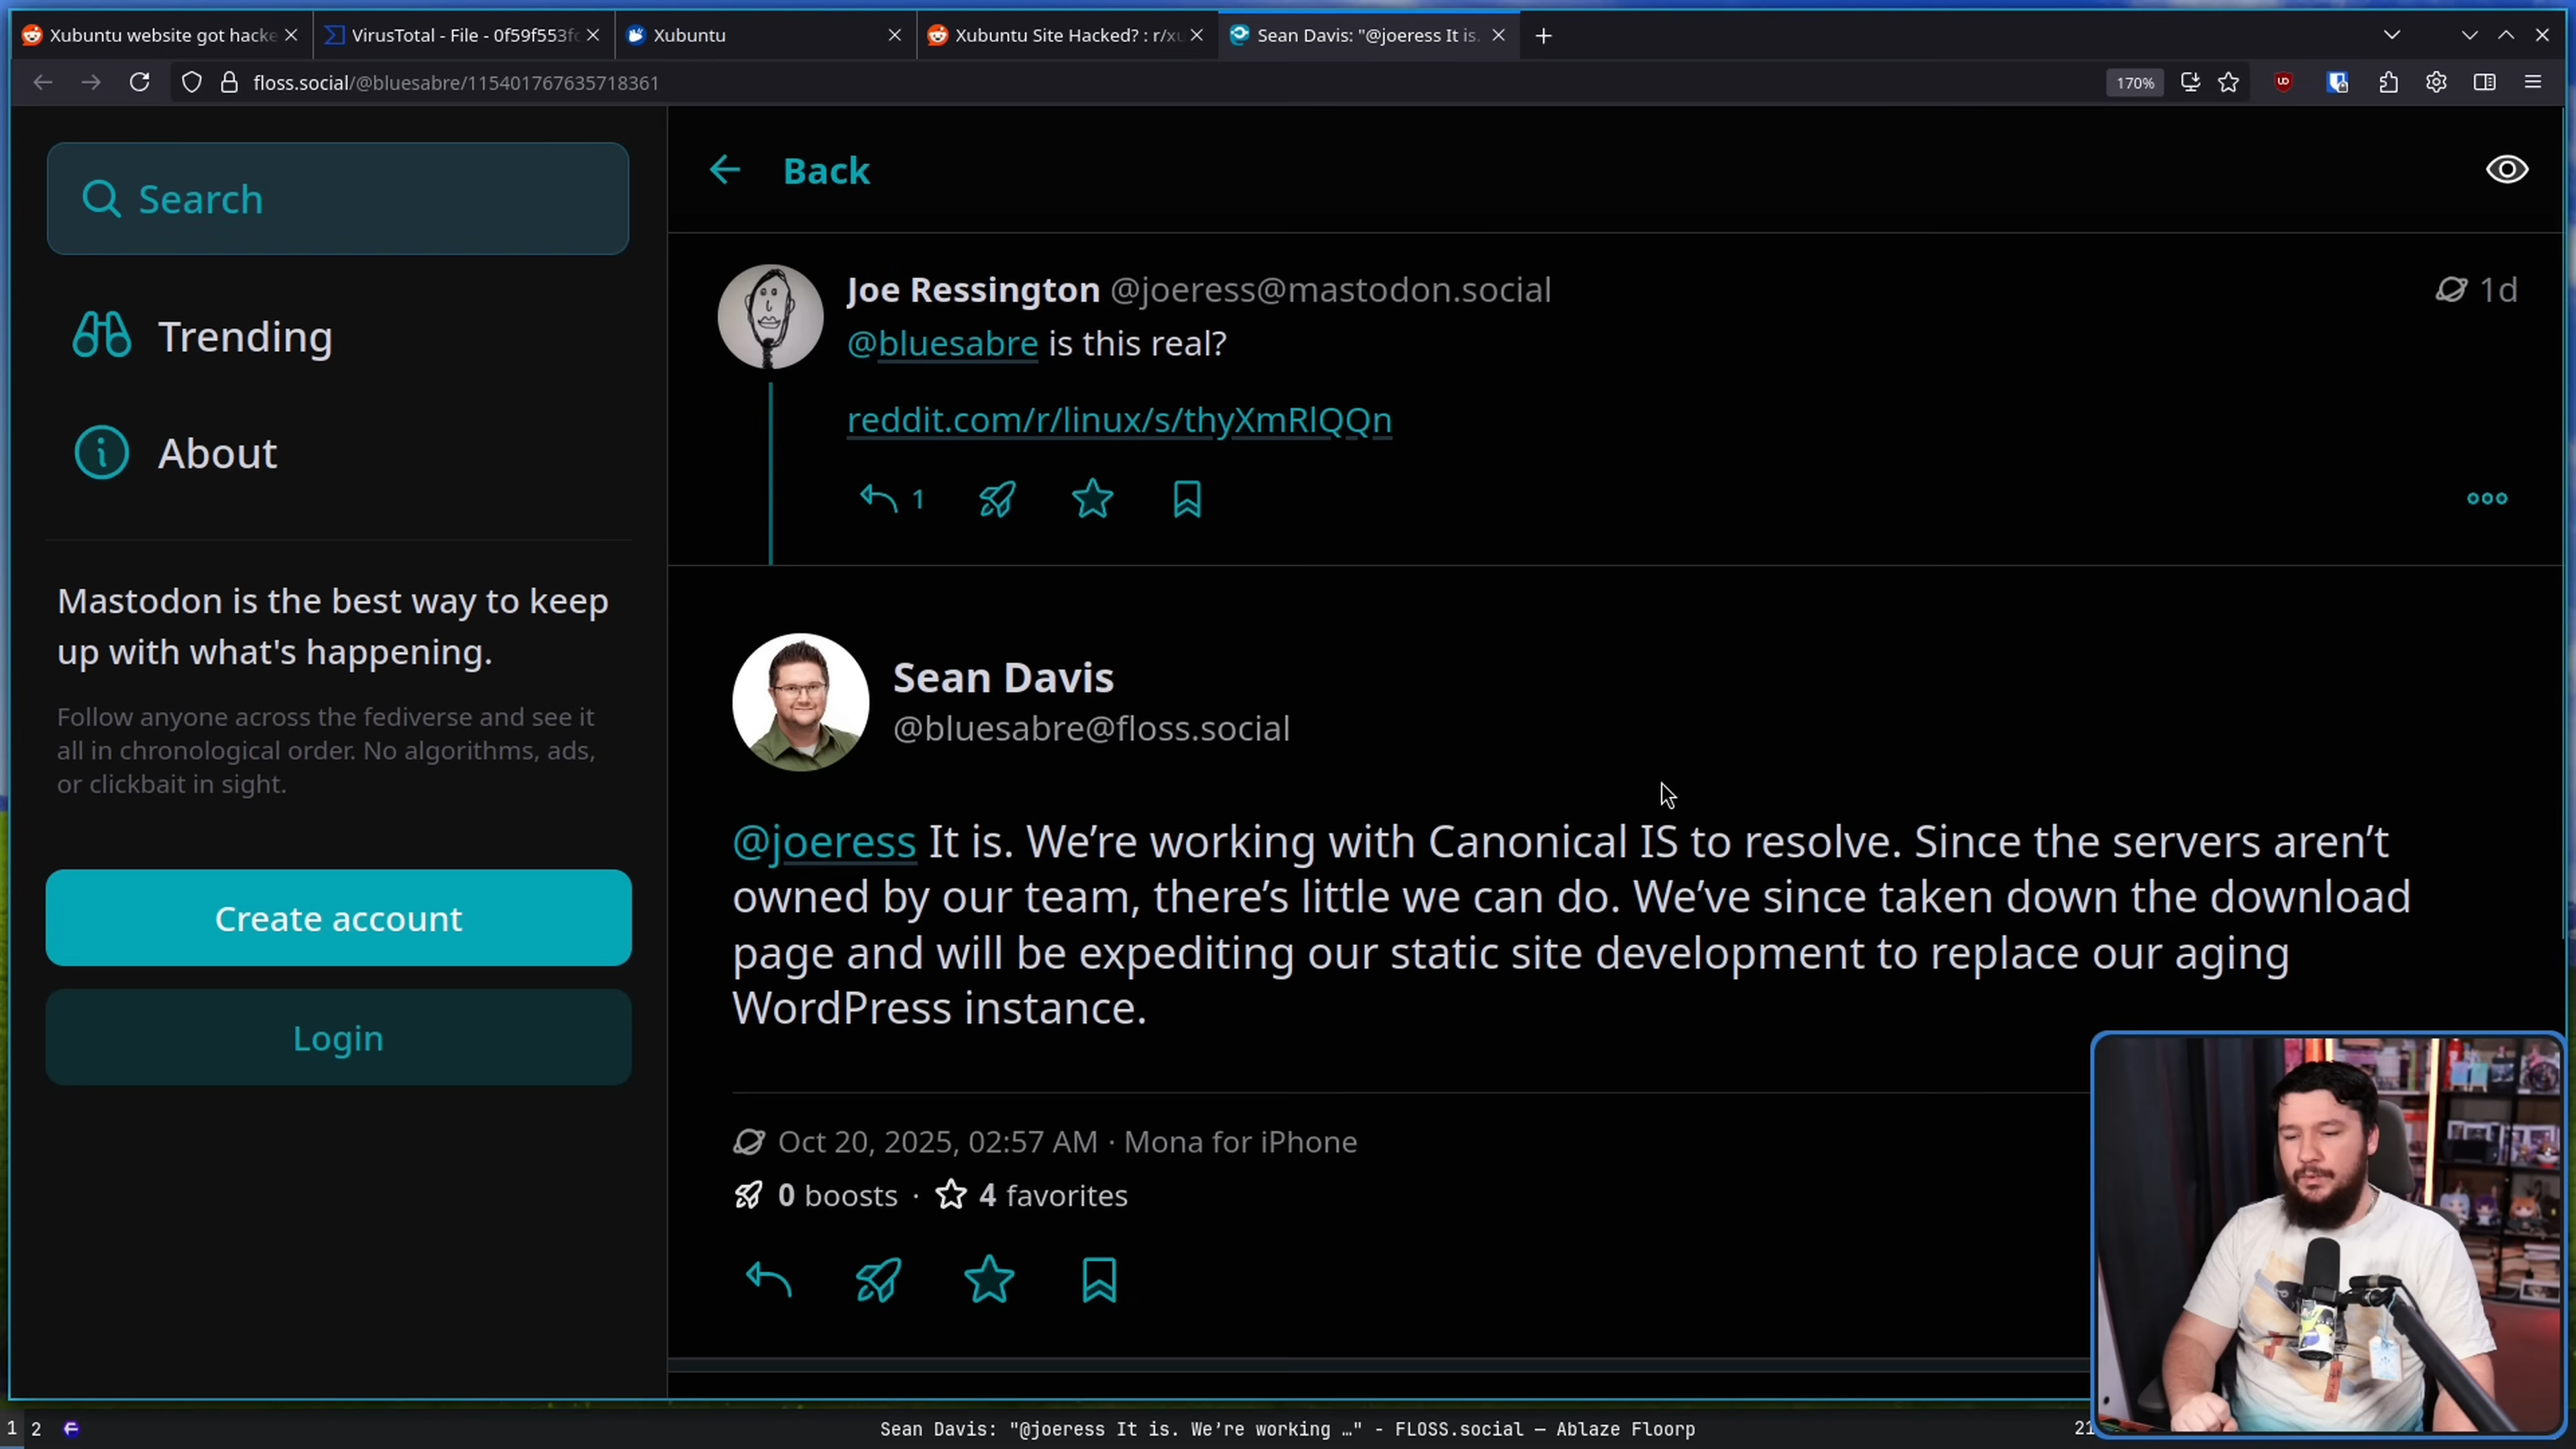 Xubuntu website got hacke
VirusTotal - File - 0f59f553f
Xubuntu
Xubuntu Site Hacked? : r/xu
Sean Davis: "@joeress It is.
floss.social/@bluesabre/115401767635718361
170%
Search
Trending
About
Mastodon is the best way to keep
up with what's happening.
Follow anyone across the fediverse and see it
all in chronological order. No algorithms, ads,
or clickbait in sight.
Create account
Login
Back
Joe Ressington @joeress@mastodon.social
1d
@bluesabre is this real?
reddit.com/r/linux/s/thyXmRlQQn
1
Sean Davis
@bluesabre@floss.social
@joeress It is. We’re working with Canonical IS to resolve. Since the servers aren’t
owned by our team, there’s little we can do. We’ve since taken down the download
page and will be expediting our static site development to replace our aging
WordPress instance.
Oct 20, 2025, 02:57 AM · Mona for iPhone
0 boosts · 4 favorites
1 2
Sean Davis: "@joeress It is. We’re working …" - FLOSS.social — Ablaze Floorp
21